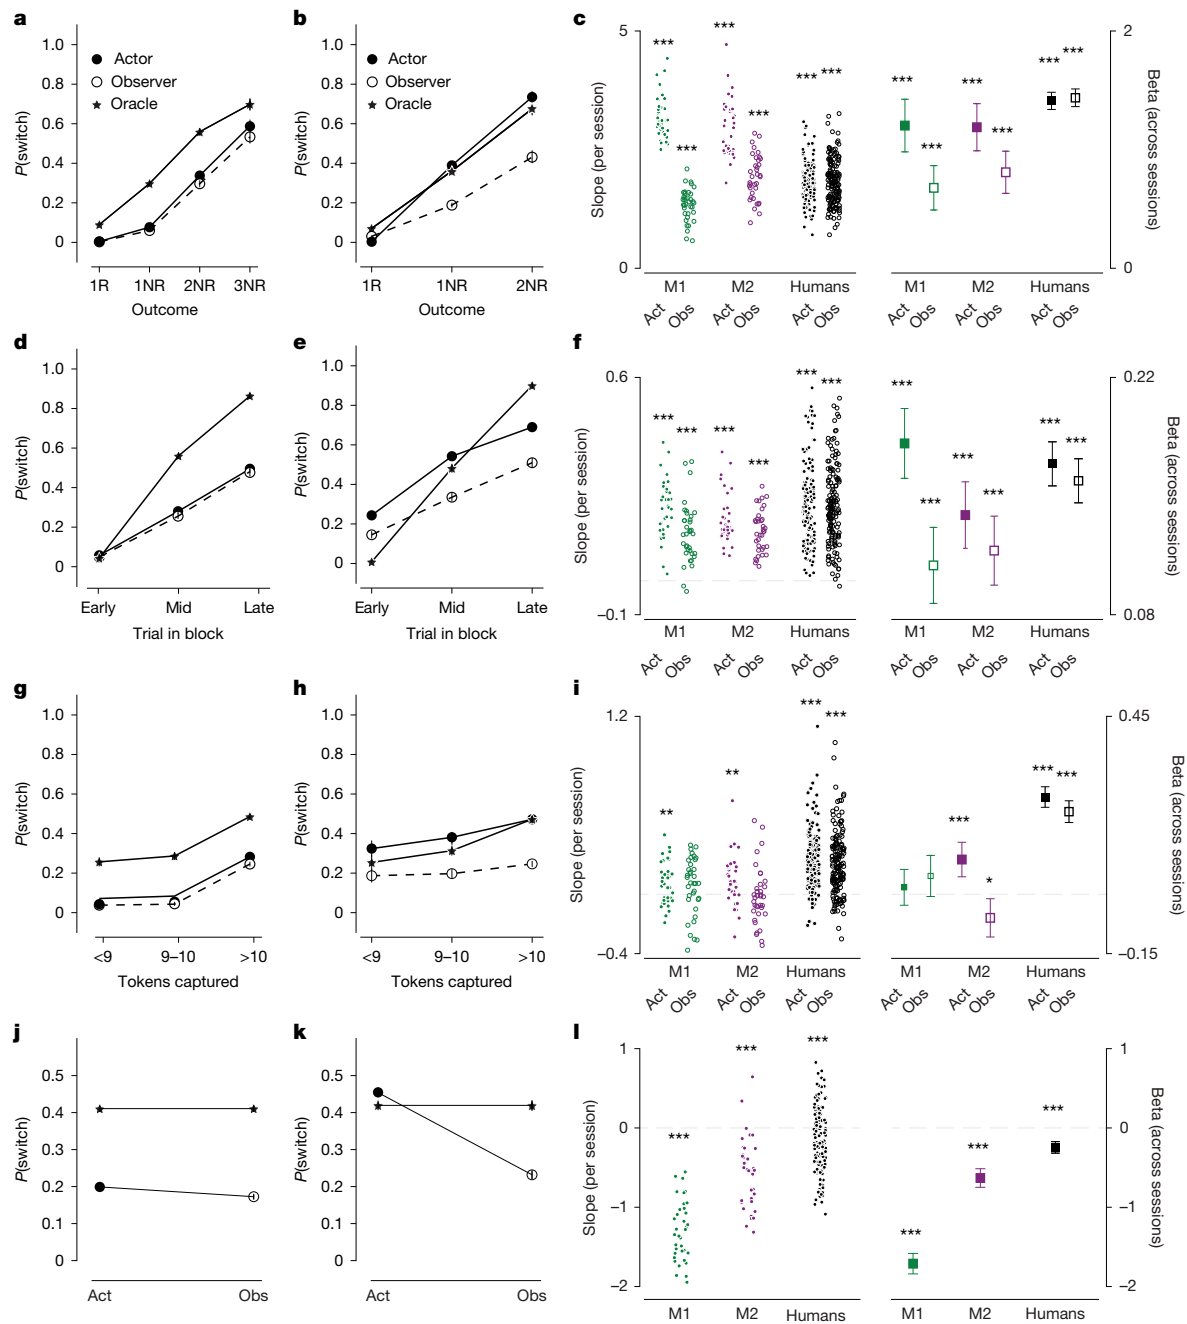 a
1.0
0.8
0.6
0.4
0.2
0
P(switch)
Actor
Observer
Oracle
1R 1NR 2NR 3NR
Outcome
b
1.0
0.8
0.6
0.4
0.2
0
P(switch)
Actor
Observer
Oracle
1R 1NR 2NR
Outcome
c
5
0
Slope (per session)
*** *** *** *** *** ***
M1 M2 Humans
Act Obs Act Obs Act Obs
*** *** *** *** *** ***
M1 M2 Humans
Act Obs Act Obs Act Obs
2
0
Beta (across sessions)
d
1.0
0.8
0.6
0.4
0.2
0
P(switch)
Early Mid Late
Trial in block
e
1.0
0.8
0.6
0.4
0.2
0
P(switch)
Early Mid Late
Trial in block
f
0.6
–0.1
Slope (per session)
*** *** *** *** *** ***
M1 M2 Humans
Act Obs Act Obs Act Obs
*** *** *** *** *** ***
M1 M2 Humans
Act Obs Act Obs Act Obs
0.22
0.08
Beta (across sessions)
g
1.0
0.8
0.6
0.4
0.2
0
P(switch)
<9 9–10 >10
Tokens captured
h
1.0
0.8
0.6
0.4
0.2
0
P(switch)
<9 9–10 >10
Tokens captured
i
1.2
–0.4
Slope (per session)
** ** *** ***
M1 M2 Humans
Act Obs Act Obs Act Obs
*** * *** ***
M1 M2 Humans
Act Obs Act Obs Act Obs
0.45
–0.15
Beta (across sessions)
j
0.5
0.4
0.3
0.2
0.1
0
P(switch)
Act Obs
k
0.5
0.4
0.3
0.2
0.1
0
P(switch)
Act Obs
l
1
0
–1
–2
Slope (per session)
*** *** ***
M1 M2 Humans
*** *** ***
M1 M2 Humans
1
0
–1
–2
Beta (across sessions)